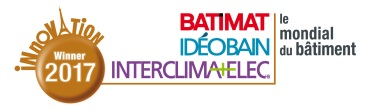 INNOVATION
Winner
2017
BATIMAT
IDÉOBAIN
INTERCLIMA+ELEC®
le
mondial
du bâtiment